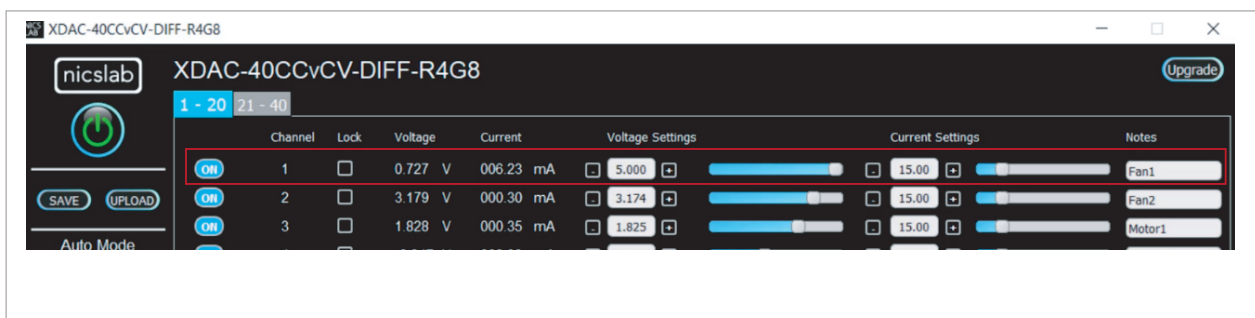 XDAC-40CCvCV-DIFF-R4G8
nicslab
XDAC-40CCvCV-DIFF-R4G8
Upgrade
1 - 20 21 - 40
Channel Lock Voltage Current Voltage Settings Current Settings Notes
ON 1 0.727 V 006.23 mA - 5.000 + - 15.00 + Fan1
SAVE UPLOAD
ON 2 3.179 V 000.30 mA - 3.174 + - 15.00 + Fan2
ON 3 1.828 V 000.35 mA - 1.825 + - 15.00 + Motor1
Auto Mode